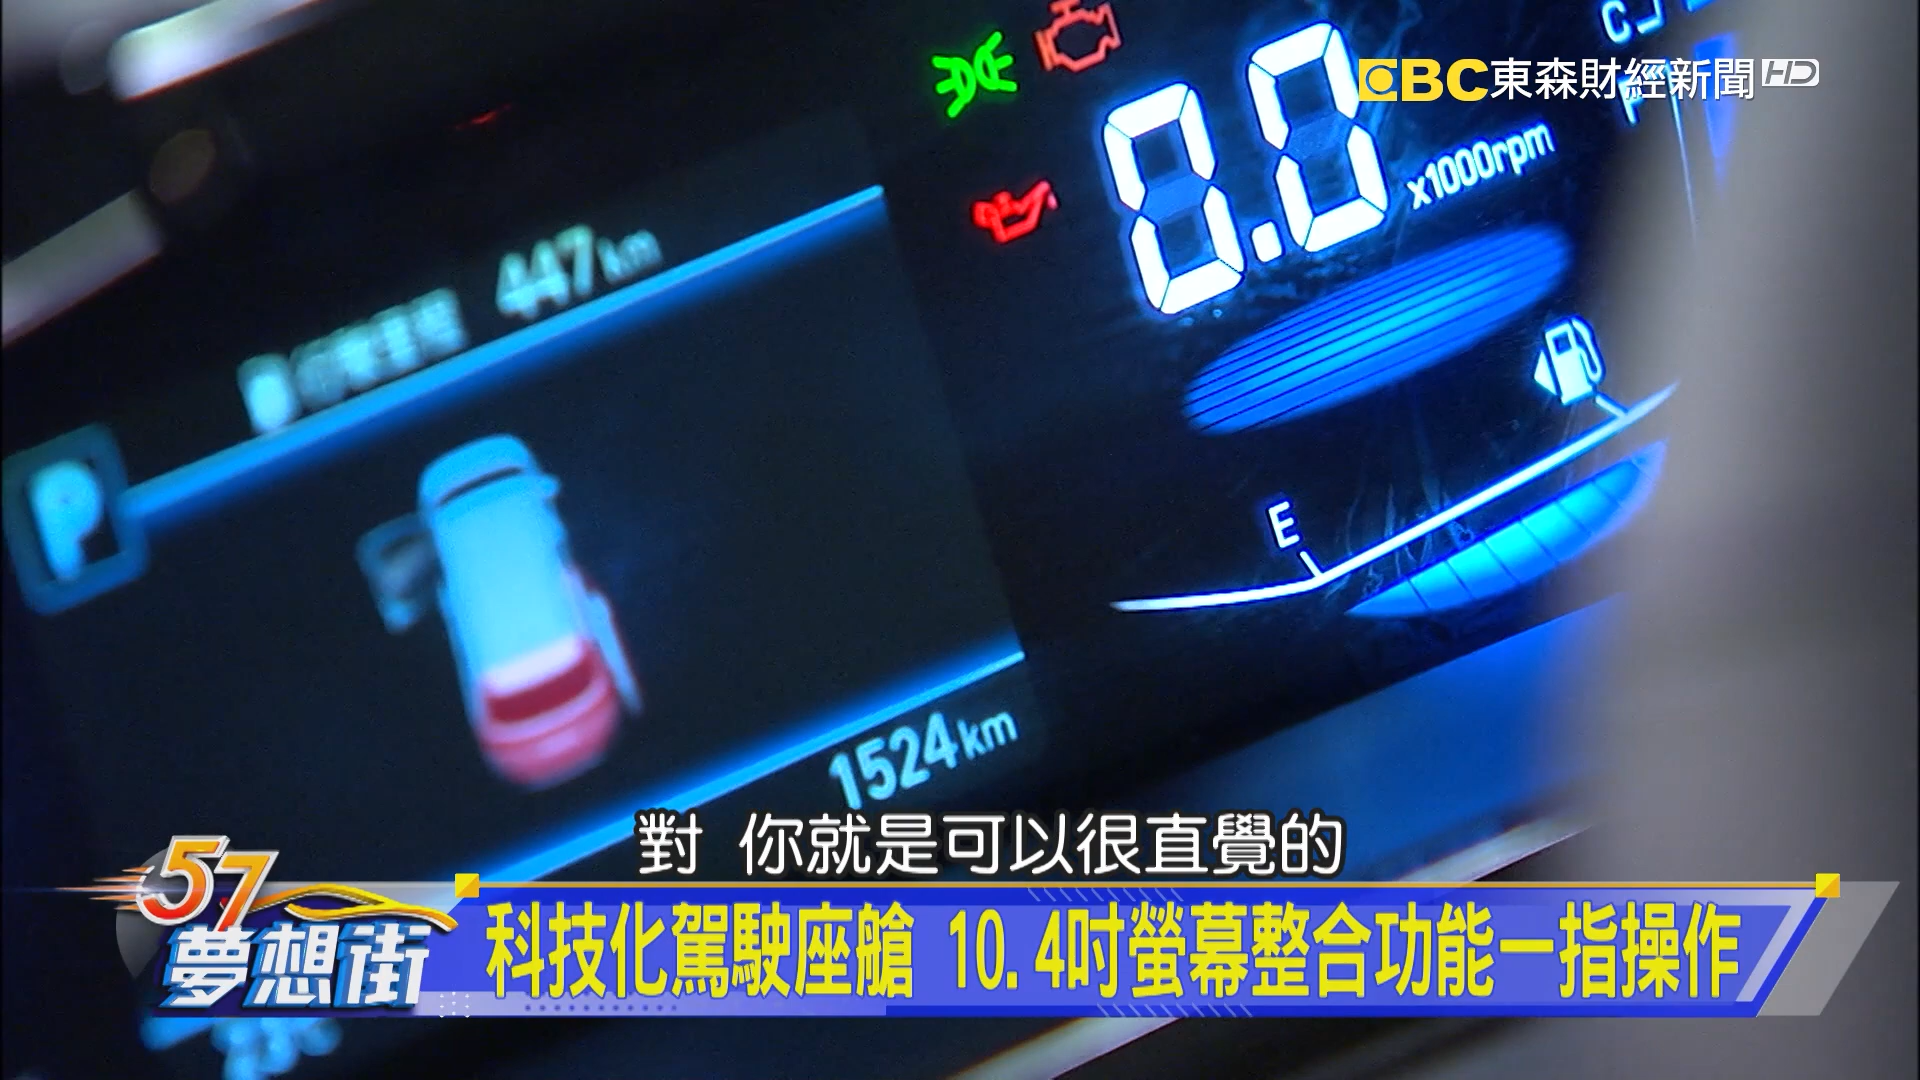 EBC東森財經新聞HD
C
0.0
x1000rpm
447km
P
E
1524km
對 你就是可以很直覺的
57
夢想街
科技化駕駛座艙 10.4吋螢幕整合功能一指操作